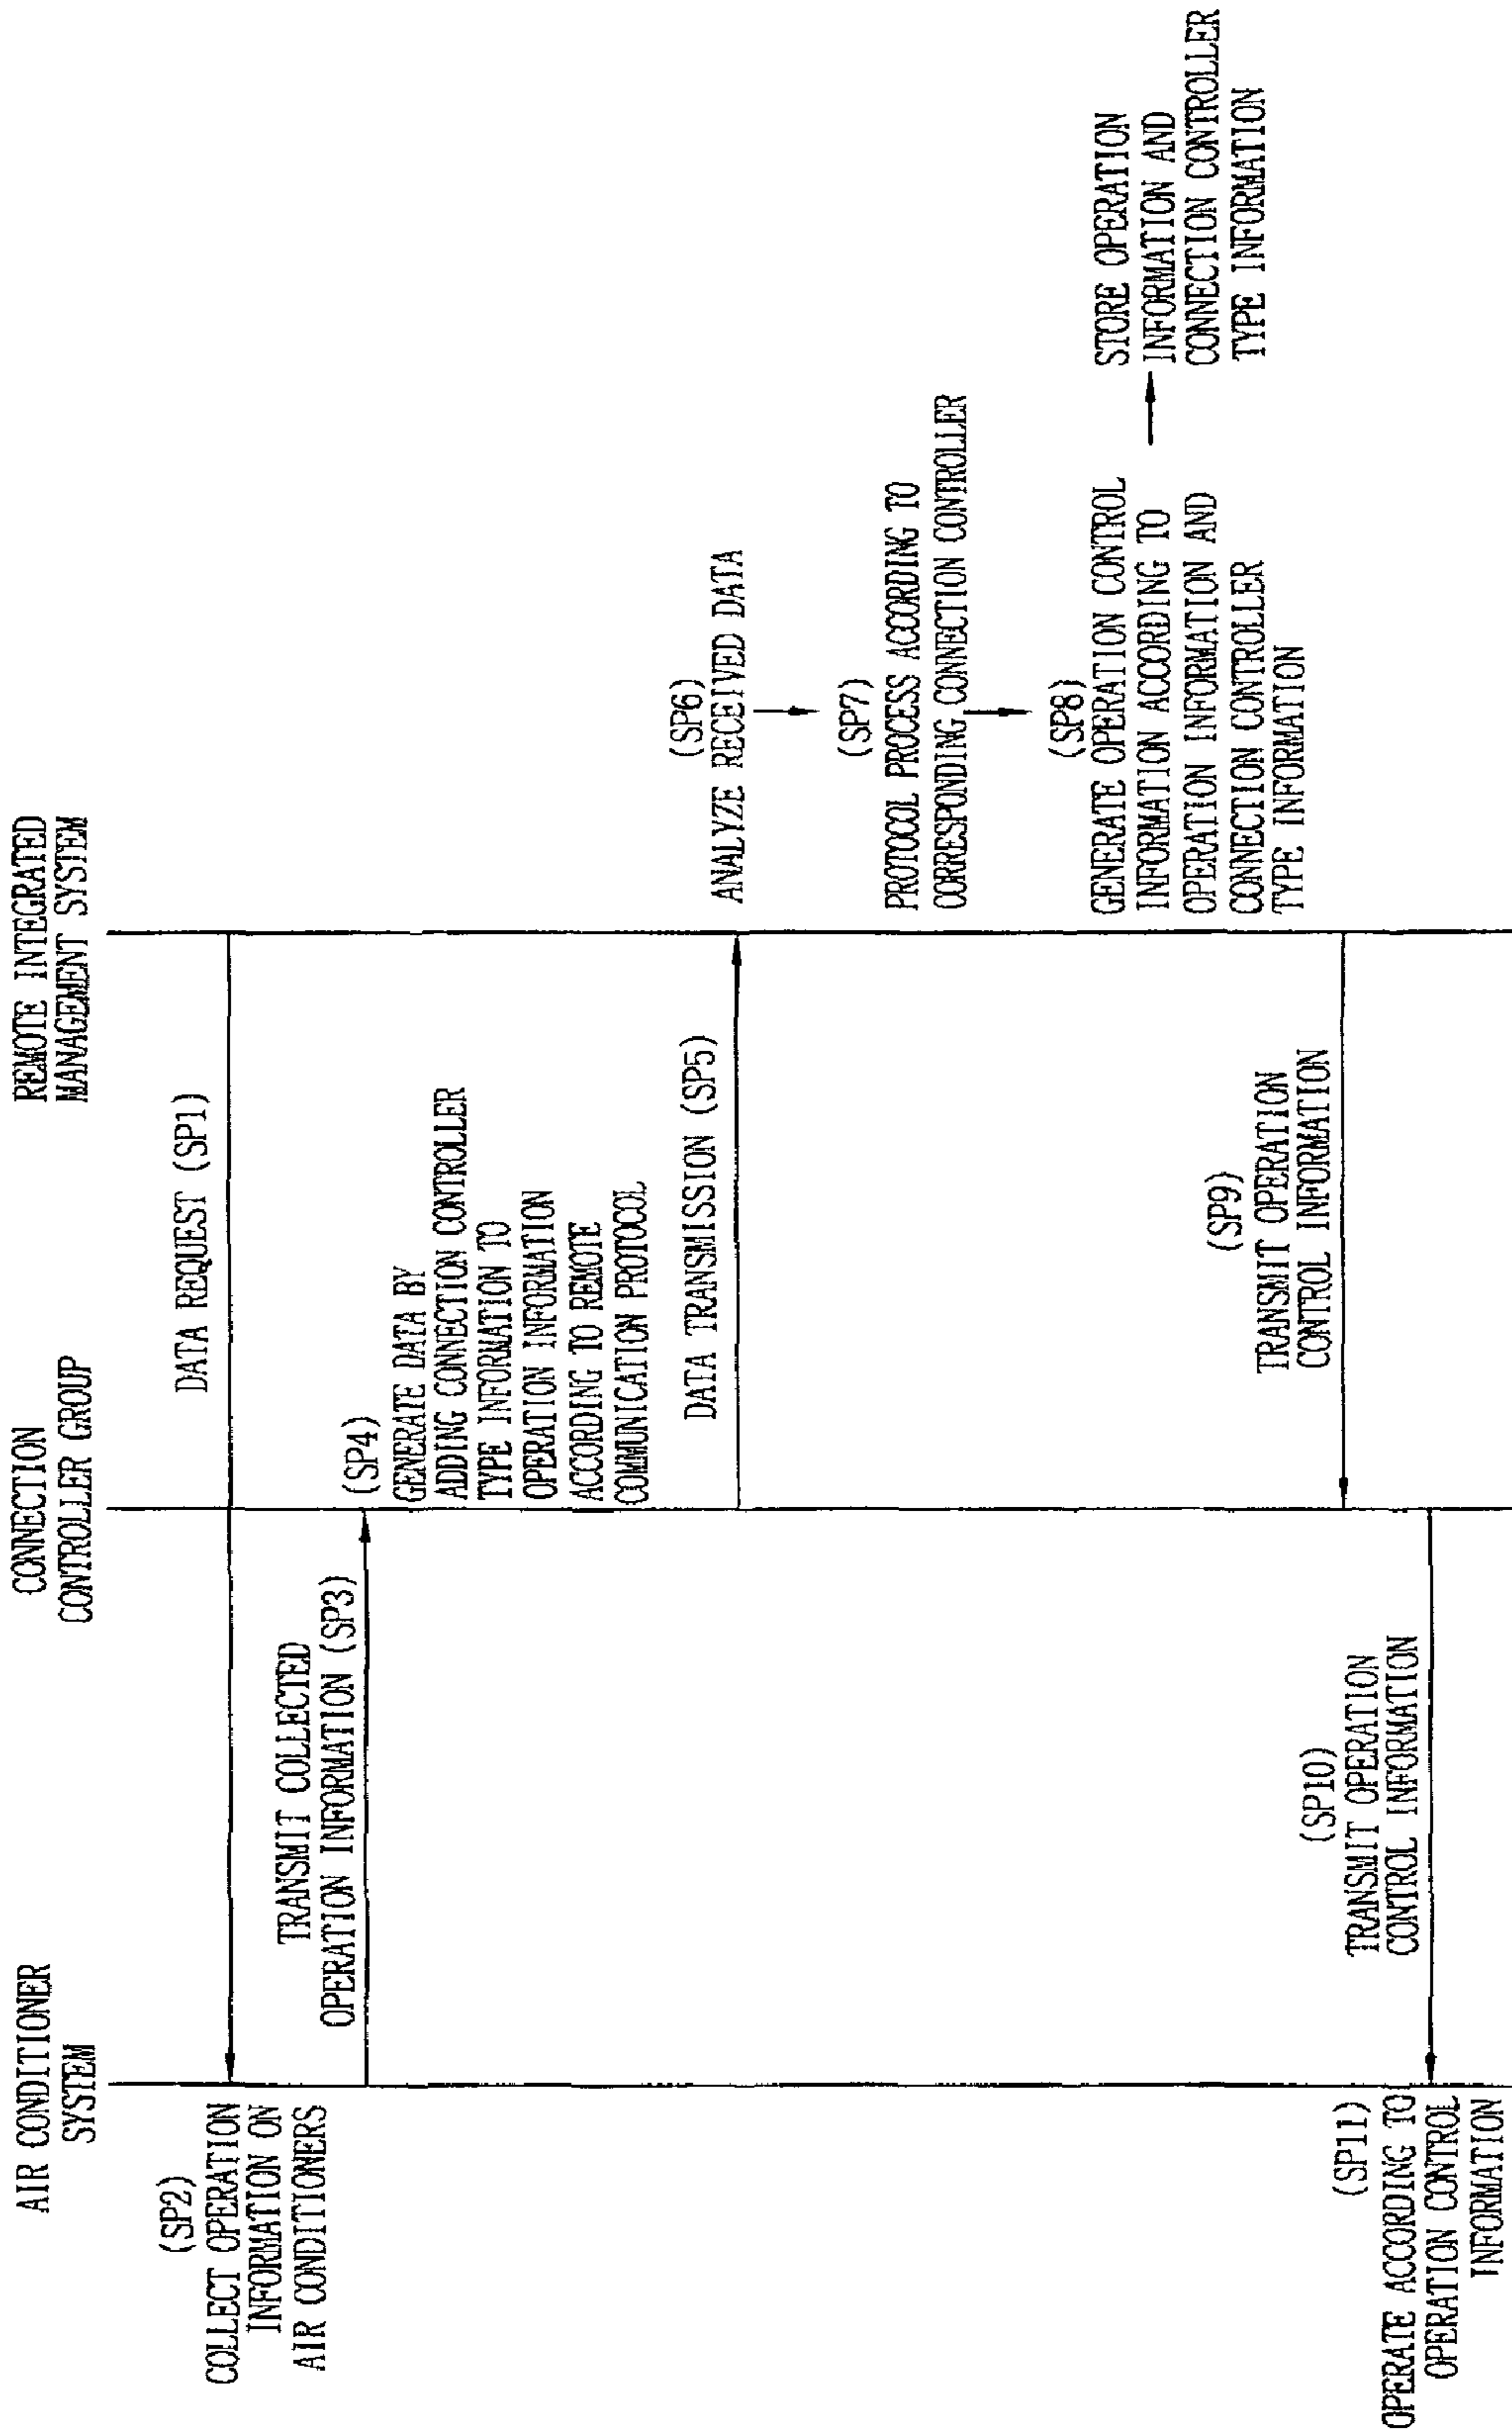 AIR CONDITIONER
SYSTEM
CONNECTION
CONTROLLER GROUP
REMOTE INTEGRATED
MANAGEMENT SYSTEM
DATA REQUEST (SP1)
(SP2)
COLLECT OPERATION
INFORMATION ON
AIR CONDITIONERS
TRANSMIT COLLECTED
OPERATION INFORMATION (SP3)
(SP4)
GENERATE DATA BY
ADDING CONNECTION CONTROLLER
TYPE INFORMATION TO
OPERATION INFORMATION
ACCORDING TO REMOTE
COMMUNICATION PROTOCOL
DATA TRANSMISSION (SP5)
(SP6)
ANALYZE RECEIVED DATA
(SP7)
PROTOCOL PROCESS ACCORDING TO
CORRESPONDING CONNECTION CONTROLLER
(SP8)
GENERATE OPERATION CONTROL
INFORMATION ACCORDING TO
OPERATION INFORMATION AND
CONNECTION CONTROLLER
TYPE INFORMATION
STORE OPERATION
INFORMATION AND
CONNECTION CONTROLLER
TYPE INFORMATION
(SP9)
TRANSMIT OPERATION
CONTROL INFORMATION
(SP10)
TRANSMIT OPERATION
CONTROL INFORMATION
(SP11)
OPERATE ACCORDING TO
OPERATION CONTROL
INFORMATION